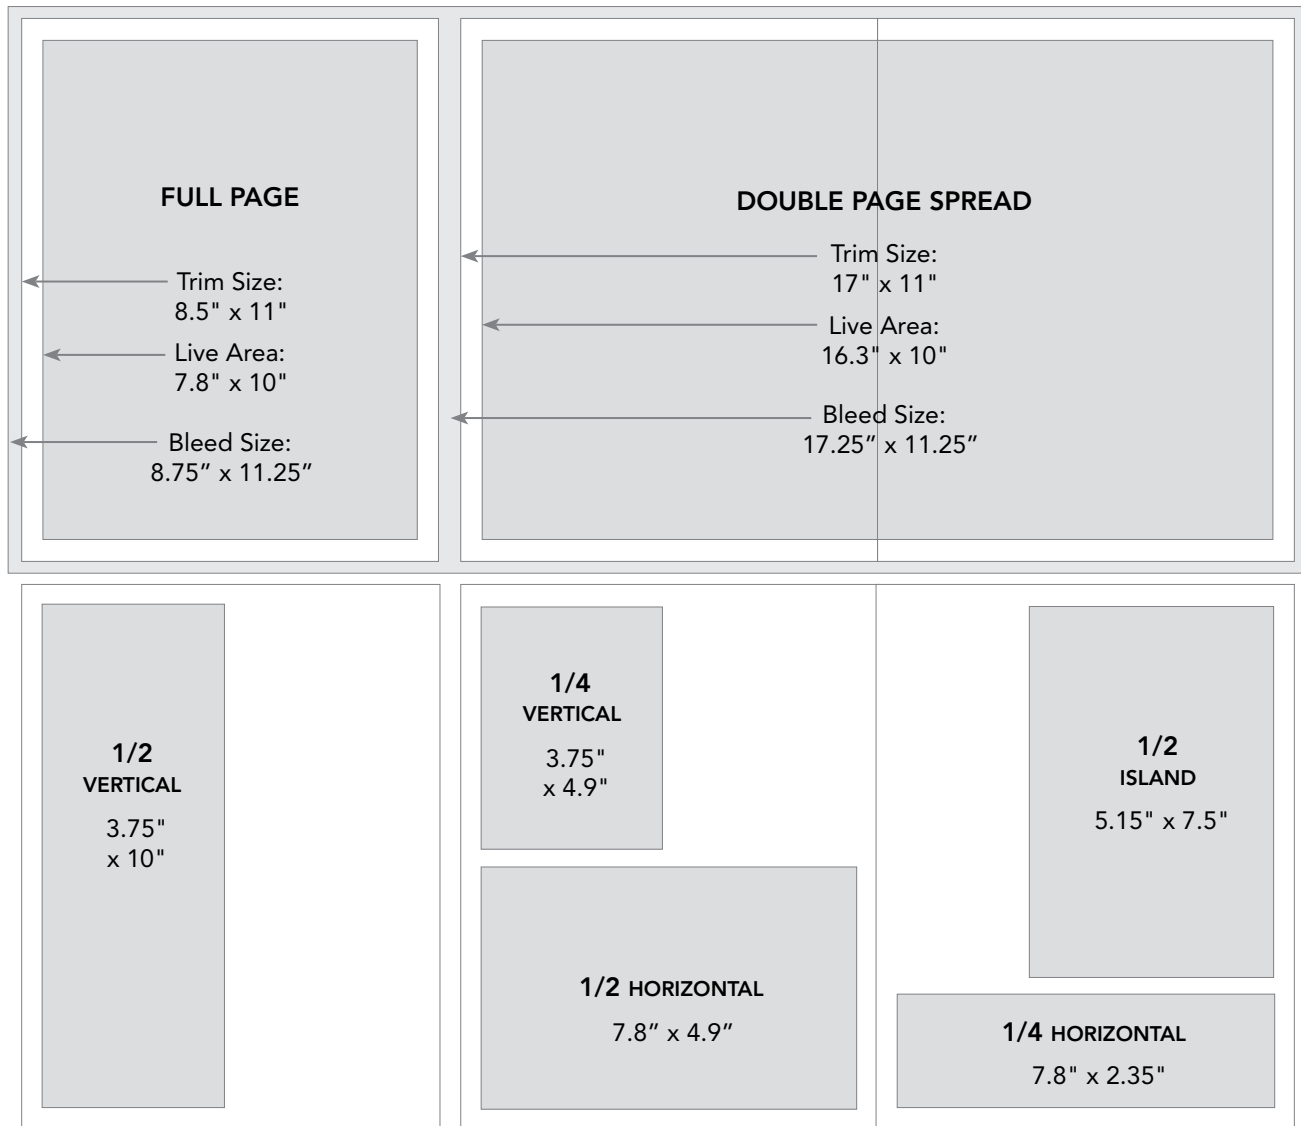 FULL PAGE
Trim Size:
8.5" x 11"
Live Area:
7.8" x 10"
Bleed Size:
8.75” x 11.25”
DOUBLE PAGE SPREAD
Trim Size:
17" x 11"
Live Area:
16.3" x 10"
Bleed Size:
17.25” x 11.25”
1/2
VERTICAL
3.75"
x 10"
1/4
VERTICAL
3.75"
x 4.9"
1/2 HORIZONTAL
7.8” x 4.9”
1/2
ISLAND
5.15" x 7.5"
1/4 HORIZONTAL
7.8" x 2.35"